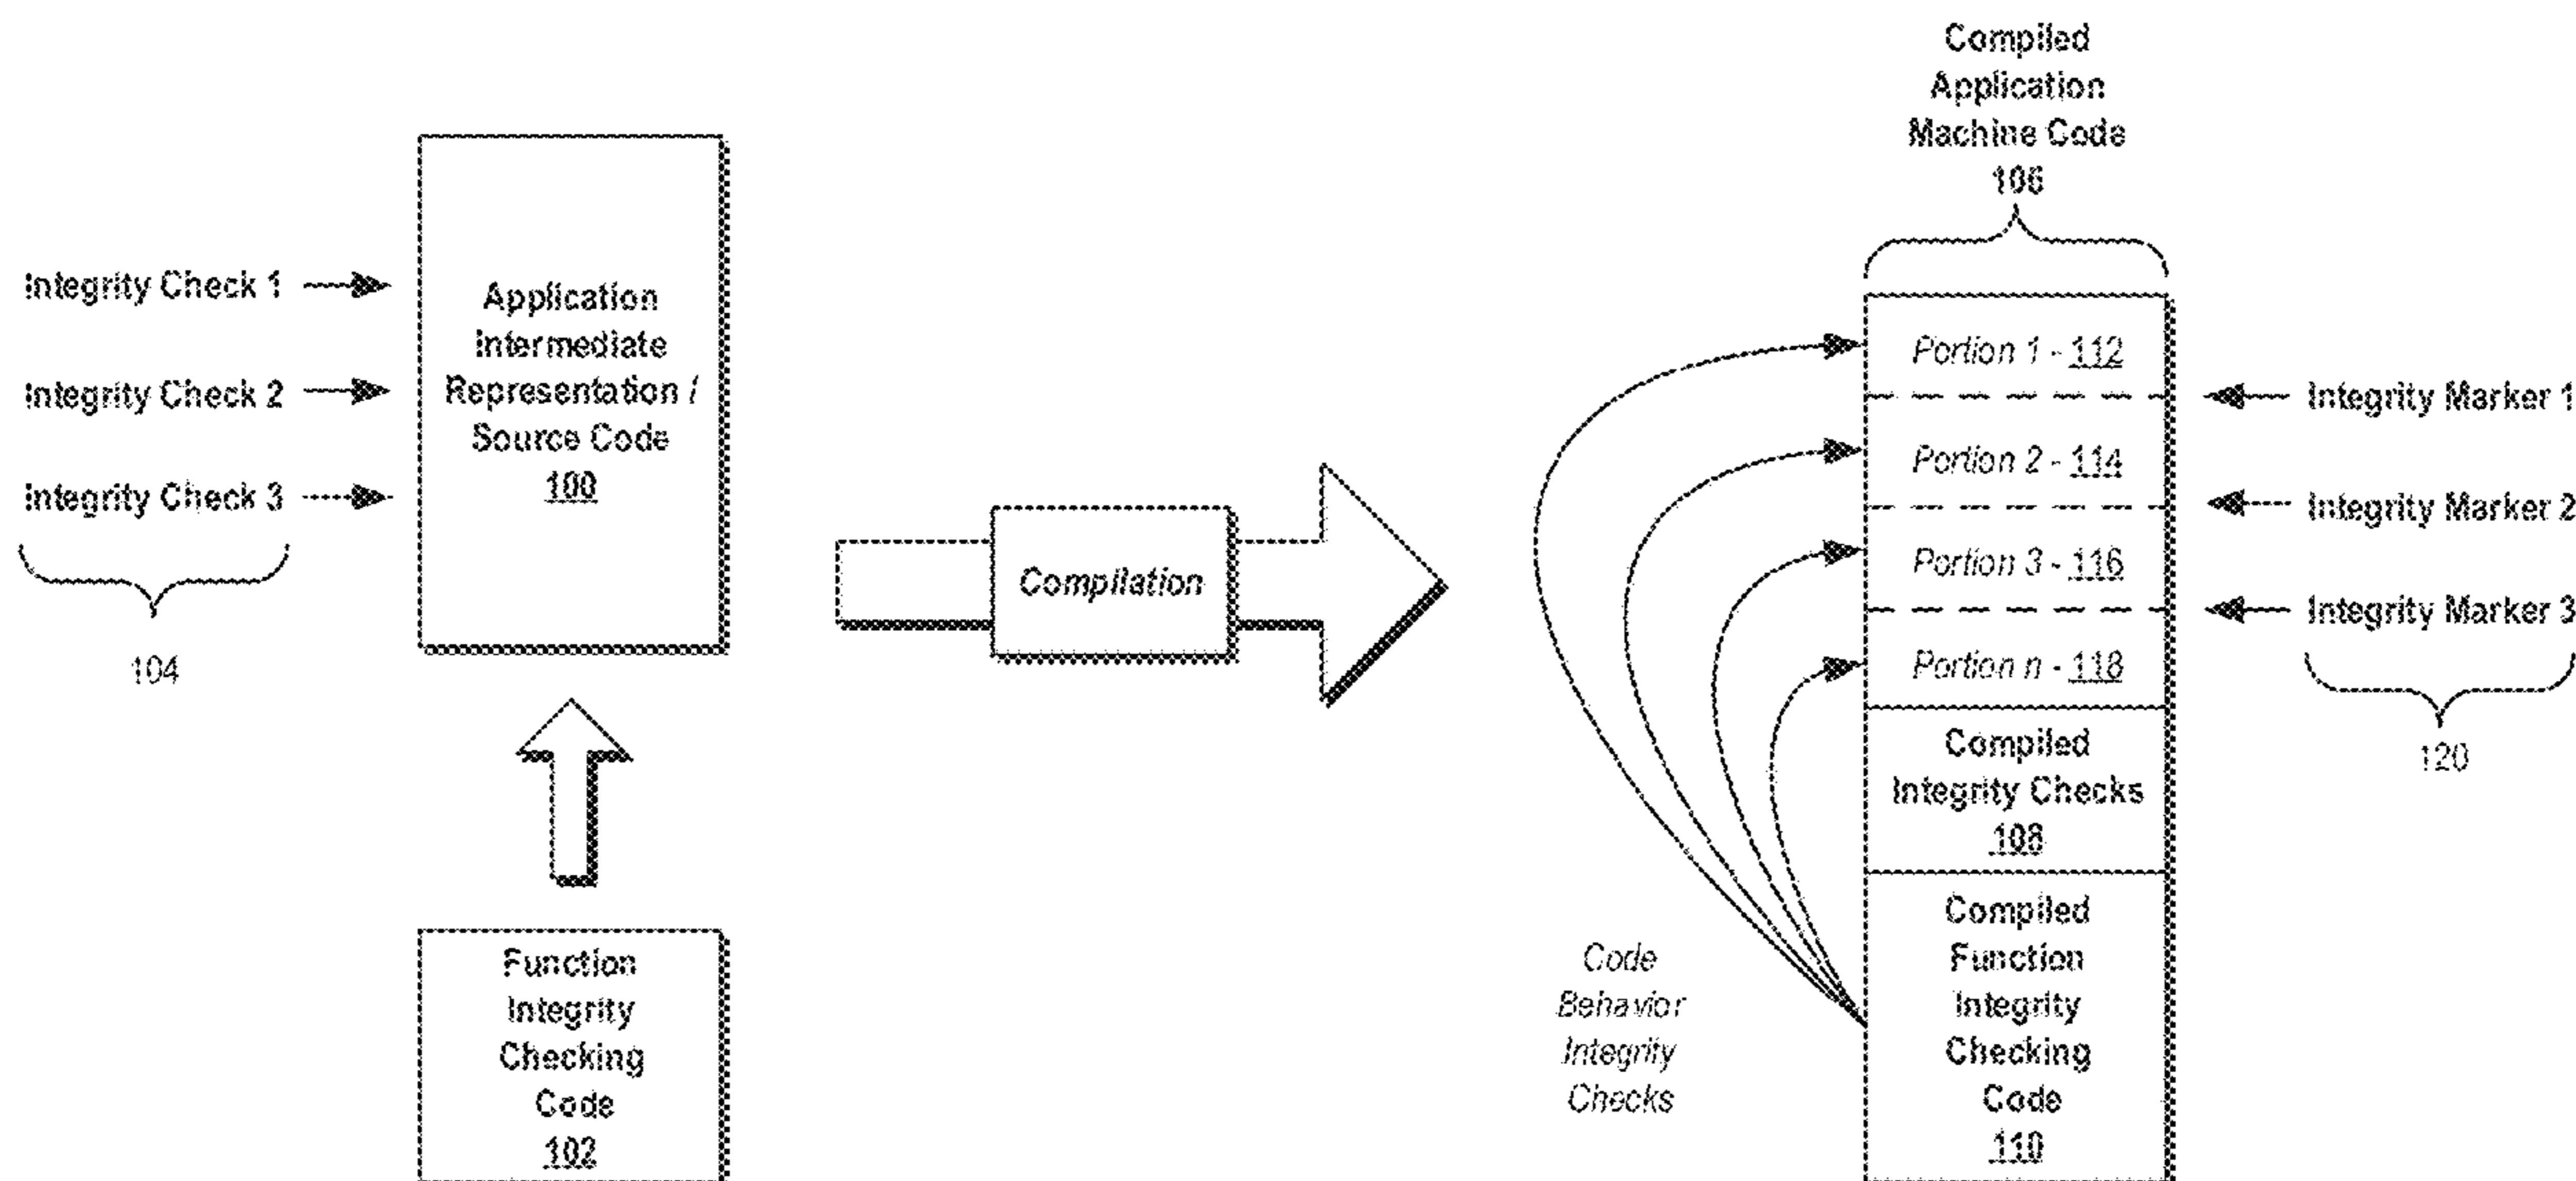 Integrity Check 1
Integrity Check 2
Integrity Check 3
104
Application
Intermediate
Representation /
Source Code
100
Function
Integrity
Checking
Code
102
Compilation
Code
Behavior
Integrity
Checks
Compiled
Application
Machine Code
106
Portion 1 - 112
Portion 2 - 114
Portion 3 - 116
Portion n - 118
Compiled
Integrity Checks
108
Compiled
Function
Integrity
Checking
Code
110
Integrity Marker 1
Integrity Marker 2
Integrity Marker 3
120